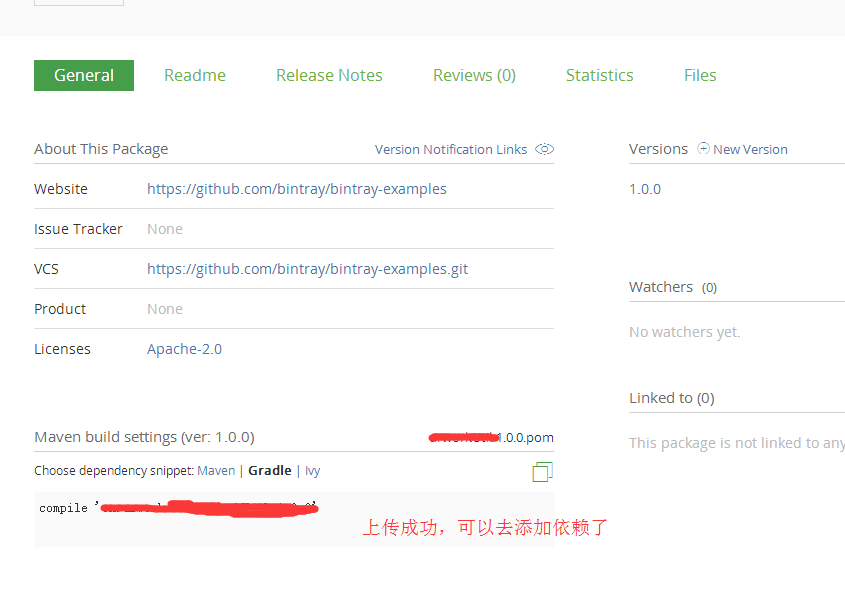 General Readme Release Notes Reviews (0) Statistics Files
About This Package Version Notification Links
Website https://github.com/bintray/bintray-examples
Issue Tracker None
VCS https://github.com/bintray/bintray-examples.git
Product None
Licenses Apache-2.0
Maven build settings (ver: 1.0.0) 1.0.0.pom
Choose dependency snippet: Maven | Gradle | Ivy
compile '
上传成功，可以去添加依赖了
Versions New Version
1.0.0
Watchers (0)
No watchers yet.
Linked to (0)
This package is not linked to any